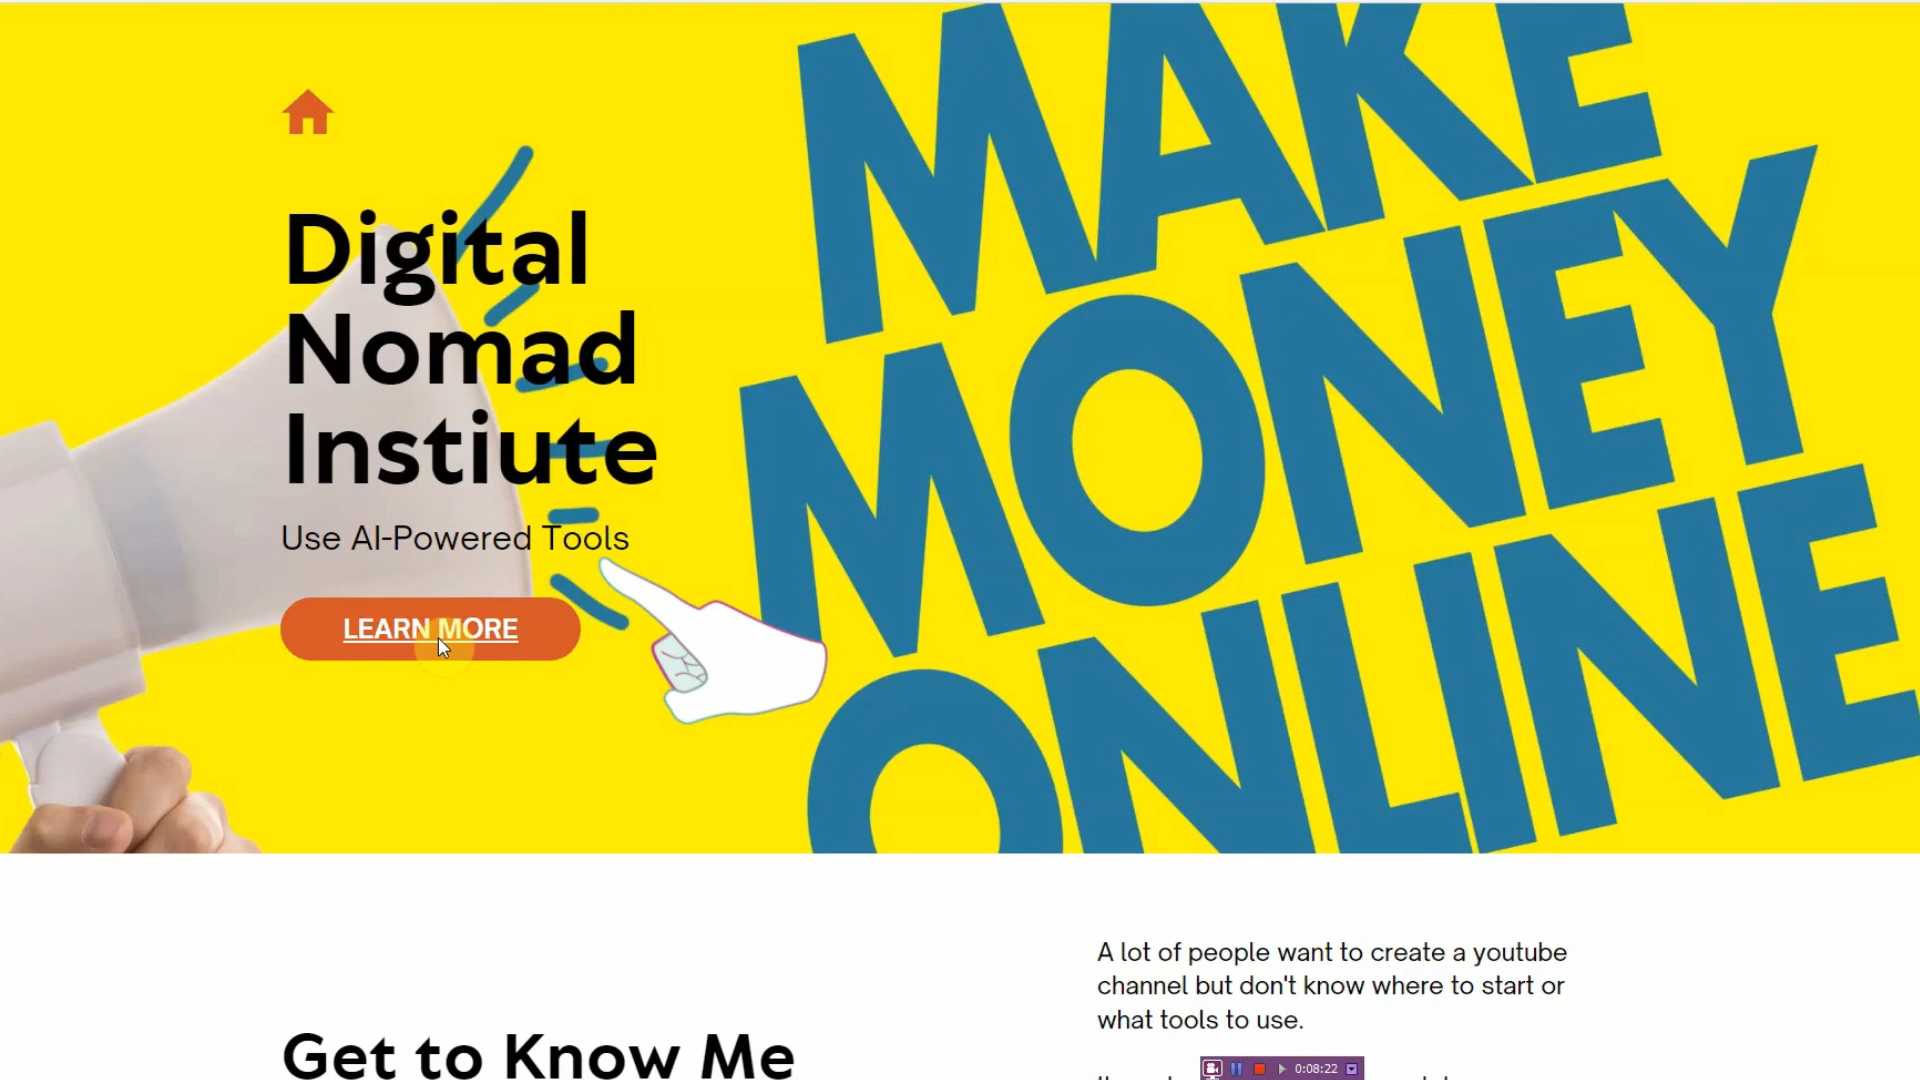 MAKE
MONEY
ONLINE
Digital
Nomad
Instiute
Use AI-Powered Tools
LEARN MORE
Get to Know Me
A lot of people want to create a youtube
channel but don't know where to start or
what tools to use.
0:08:22